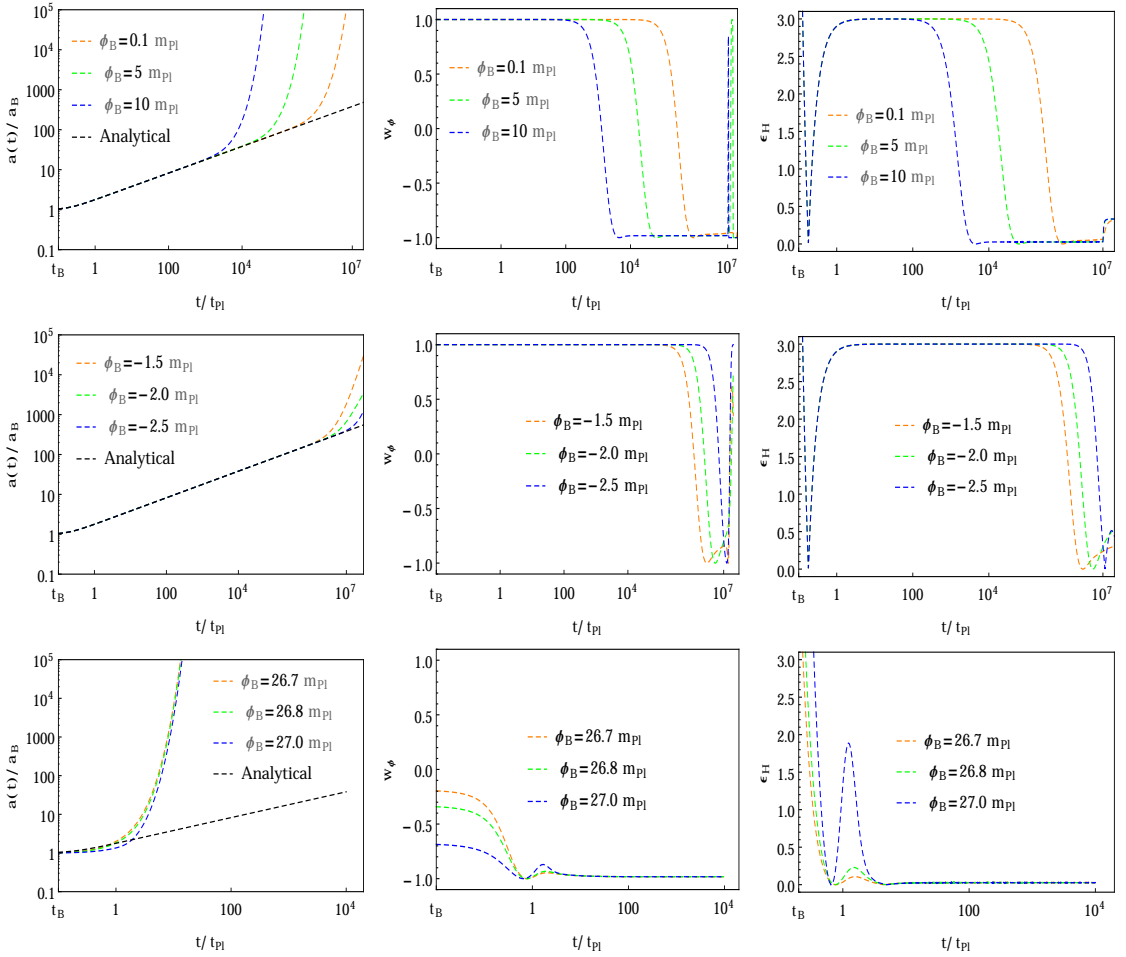 a(t)/ a_B
10^5
10^4
1000
100
10
1
0.1
ϕ_B=0.1 m_Pl
ϕ_B=5 m_Pl
ϕ_B=10 m_Pl
Analytical
t_B 1 100 10^4 10^7
t/ t_Pl
w_ϕ
1.0
0.5
0.0
−0.5
−1.0
ϕ_B=0.1 m_Pl
ϕ_B=5 m_Pl
ϕ_B=10 m_Pl
t_B 1 100 10^4 10^7
t/ t_Pl
ϵ_H
3.0
2.5
2.0
1.5
1.0
0.5
0.0
ϕ_B=0.1 m_Pl
ϕ_B=5 m_Pl
ϕ_B=10 m_Pl
t_B 1 100 10^4 10^7
t/ t_Pl
a(t)/ a_B
10^5
10^4
1000
100
10
1
0.1
ϕ_B=−1.5 m_Pl
ϕ_B=−2.0 m_Pl
ϕ_B=−2.5 m_Pl
Analytical
t_B 1 100 10^4 10^7
t/ t_Pl
w_ϕ
1.0
0.5
0.0
−0.5
−1.0
ϕ_B=−1.5 m_Pl
ϕ_B=−2.0 m_Pl
ϕ_B=−2.5 m_Pl
t_B 1 100 10^4 10^7
t/ t_Pl
ϵ_H
3.0
2.5
2.0
1.5
1.0
0.5
0.0
ϕ_B=−1.5 m_Pl
ϕ_B=−2.0 m_Pl
ϕ_B=−2.5 m_Pl
t_B 1 100 10^4 10^7
t/ t_Pl
a(t)/ a_B
10^5
10^4
1000
100
10
1
0.1
ϕ_B=26.7 m_Pl
ϕ_B=26.8 m_Pl
ϕ_B=27.0 m_Pl
Analytical
t_B 1 100 10^4
t/ t_Pl
w_ϕ
1.0
0.5
0.0
−0.5
−1.0
ϕ_B=26.7 m_Pl
ϕ_B=26.8 m_Pl
ϕ_B=27.0 m_Pl
t_B 1 100 10^4
t/ t_Pl
ϵ_H
3.0
2.5
2.0
1.5
1.0
0.5
0.0
ϕ_B=26.7 m_Pl
ϕ_B=26.8 m_Pl
ϕ_B=27.0 m_Pl
t_B 1 100 10^4
t/ t_Pl